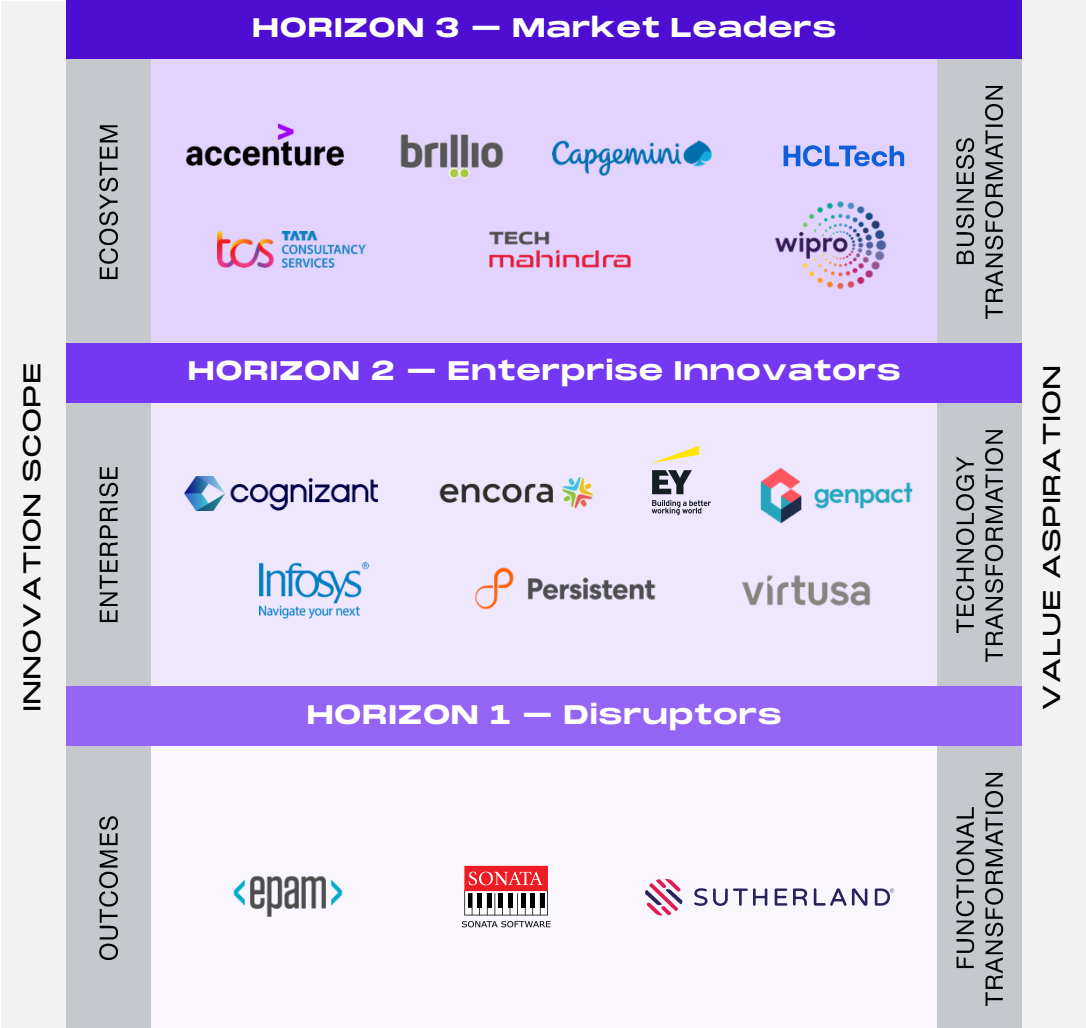 HORIZON 3 — Market Leaders
ECOSYSTEM
accenture
brillio
Capgemini
HCLTech
tcs
TATA
CONSULTANCY
SERVICES
TECH
mahindra
wipro
BUSINESS
TRANSFORMATION
INNOVATION SCOPE
HORIZON 2 — Enterprise Innovators
VALUE ASPIRATION
ENTERPRISE
cognizant
encora
EY
Building a better
working world
genpact
Infosys®
Navigate your next
Persistent
virtusa
TECHNOLOGY
TRANSFORMATION
HORIZON 1 — Disruptors
OUTCOMES
<epam>
SONATA
SONATA SOFTWARE
SUTHERLAND®
FUNCTIONAL
TRANSFORMATION